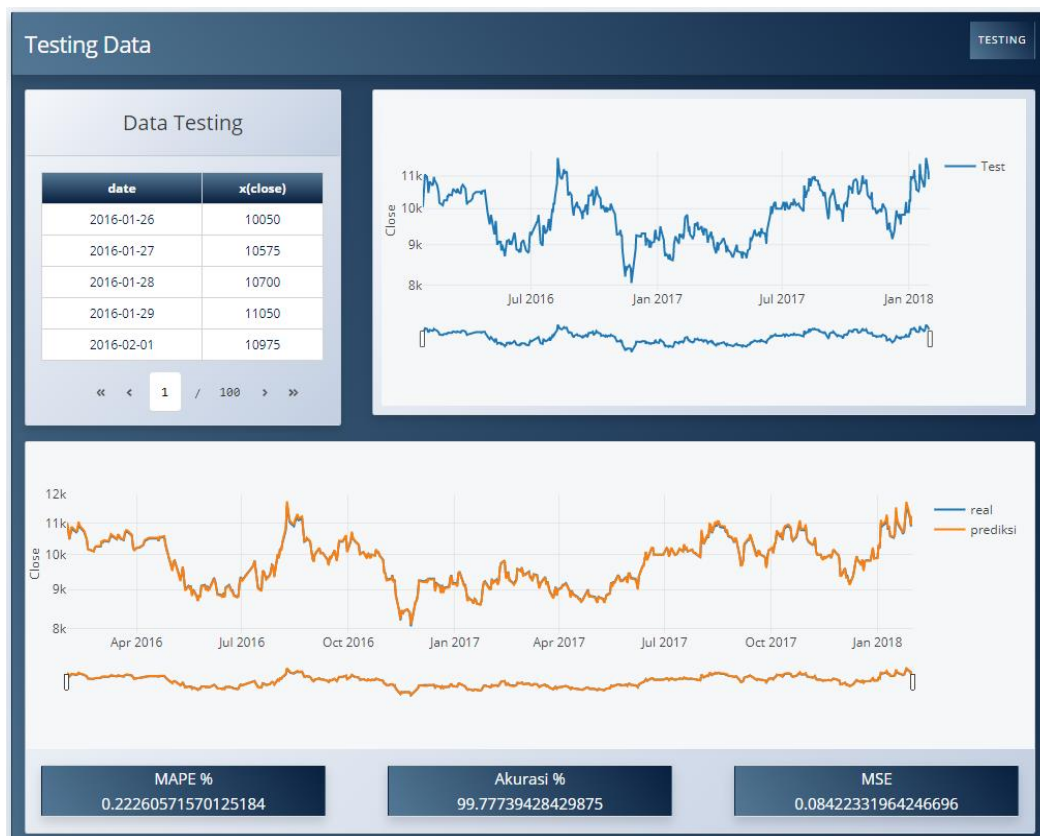 Testing Data
TESTING
Data Testing
date x(close)
2016-01-26 10050
2016-01-27 10575
2016-01-28 10700
2016-01-29 11050
2016-02-01 10975
« ‹ 1 / 100 › »
11k
10k
9k
8k
Close
Jul 2016 Jan 2017 Jul 2017 Jan 2018
Test
12k
11k
10k
9k
8k
Close
Apr 2016 Jul 2016 Oct 2016 Jan 2017 Apr 2017 Jul 2017 Oct 2017 Jan 2018
real
prediksi
MAPE %
0.22260571570125184
Akurasi %
99.77739428429875
MSE
0.08422331964246696